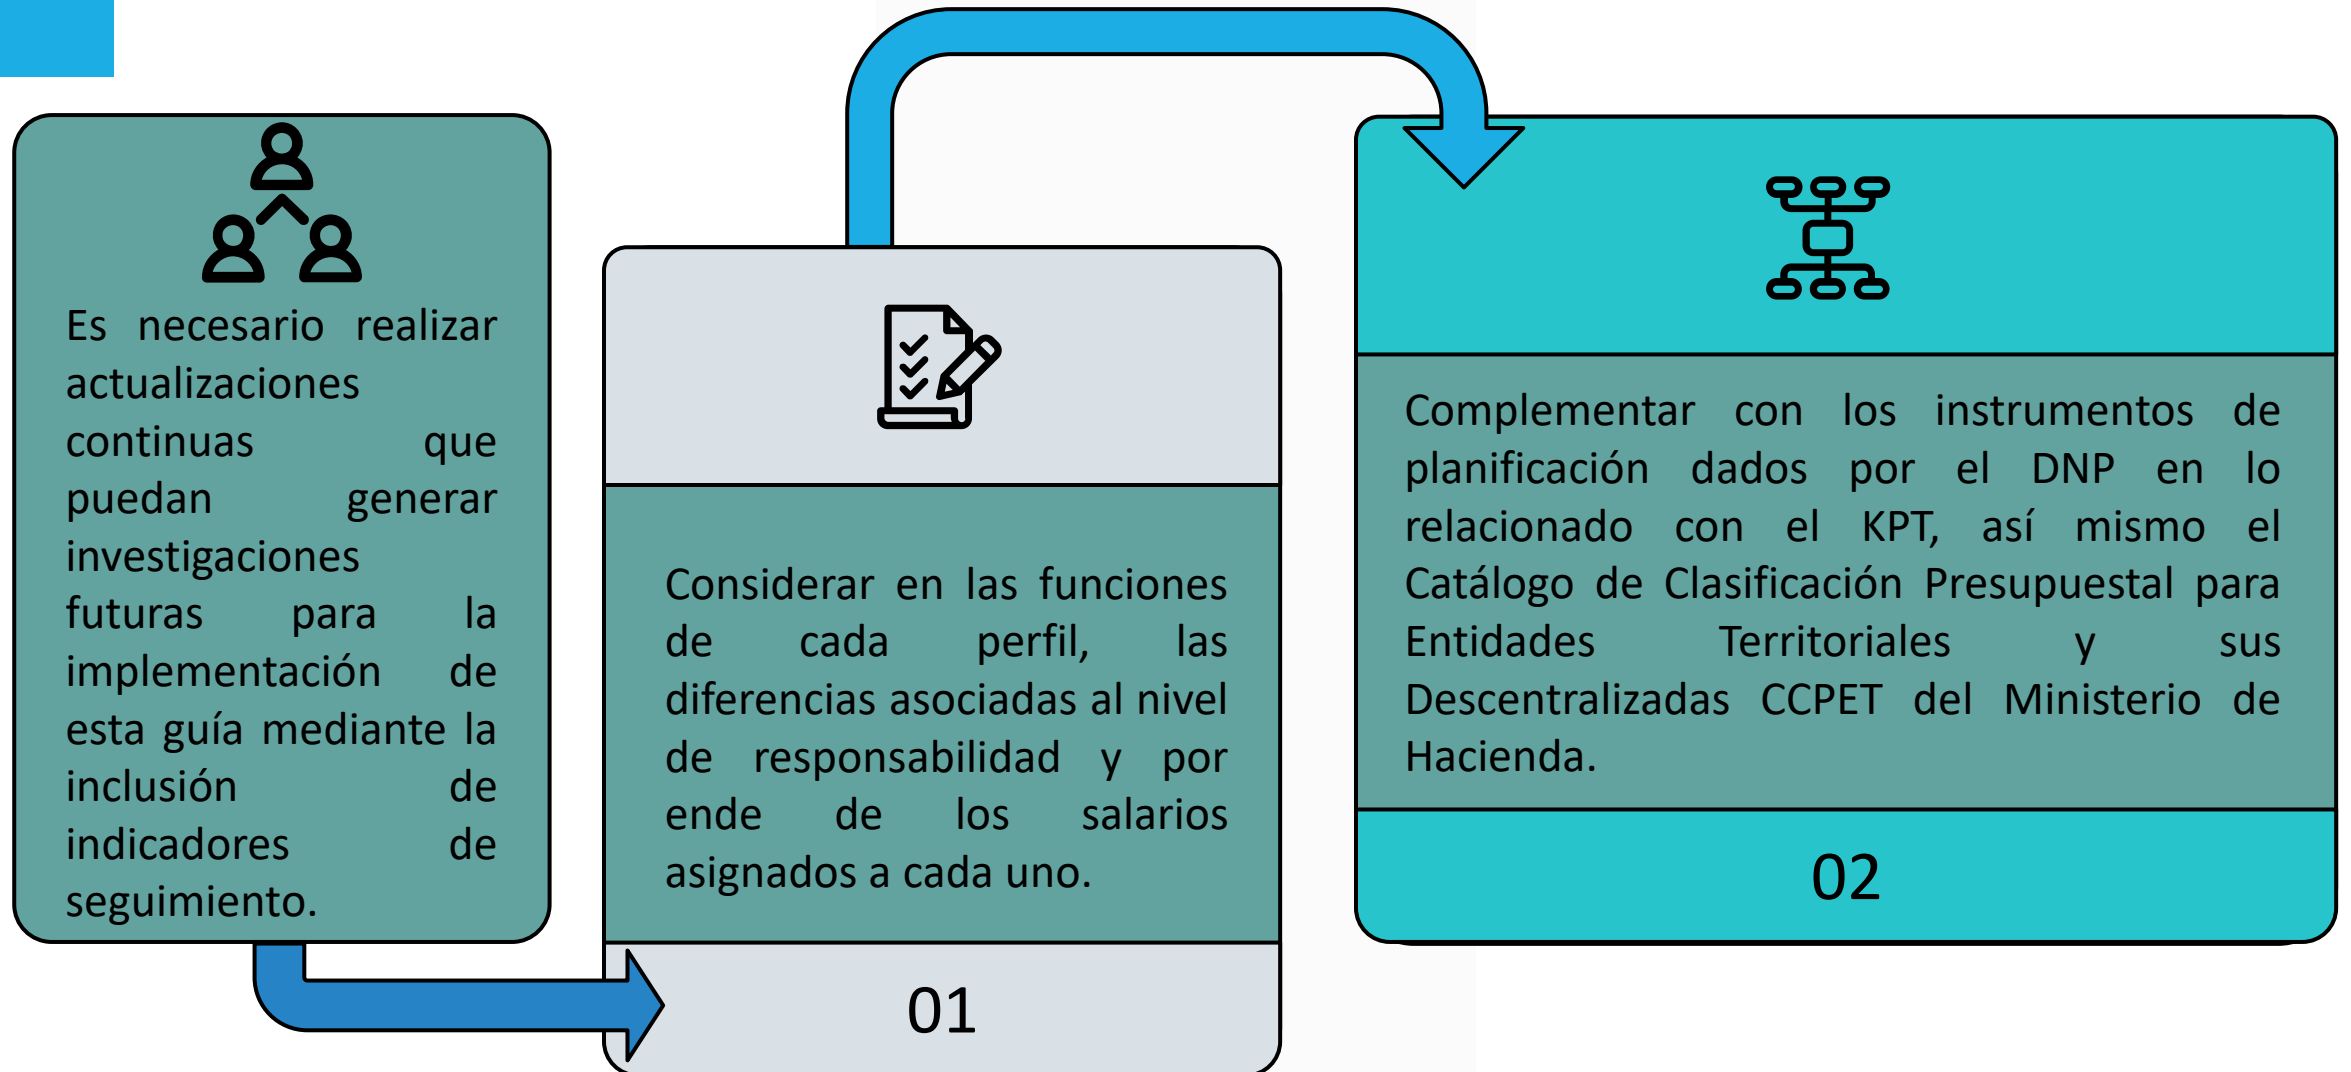 Es necesario realizar
actualizaciones
continuas que
puedan generar
investigaciones
futuras para la
implementación de
esta guía mediante la
inclusión de
indicadores de
seguimiento.
Considerar en las funciones
de cada perfil, las
diferencias asociadas al nivel
de responsabilidad y por
ende de los salarios
asignados a cada uno.
01
Complementar con los instrumentos de
planificación dados por el DNP en lo
relacionado con el KPT, así mismo el
Catálogo de Clasificación Presupuestal para
Entidades Territoriales y sus
Descentralizadas CCPET del Ministerio de
Hacienda.
02